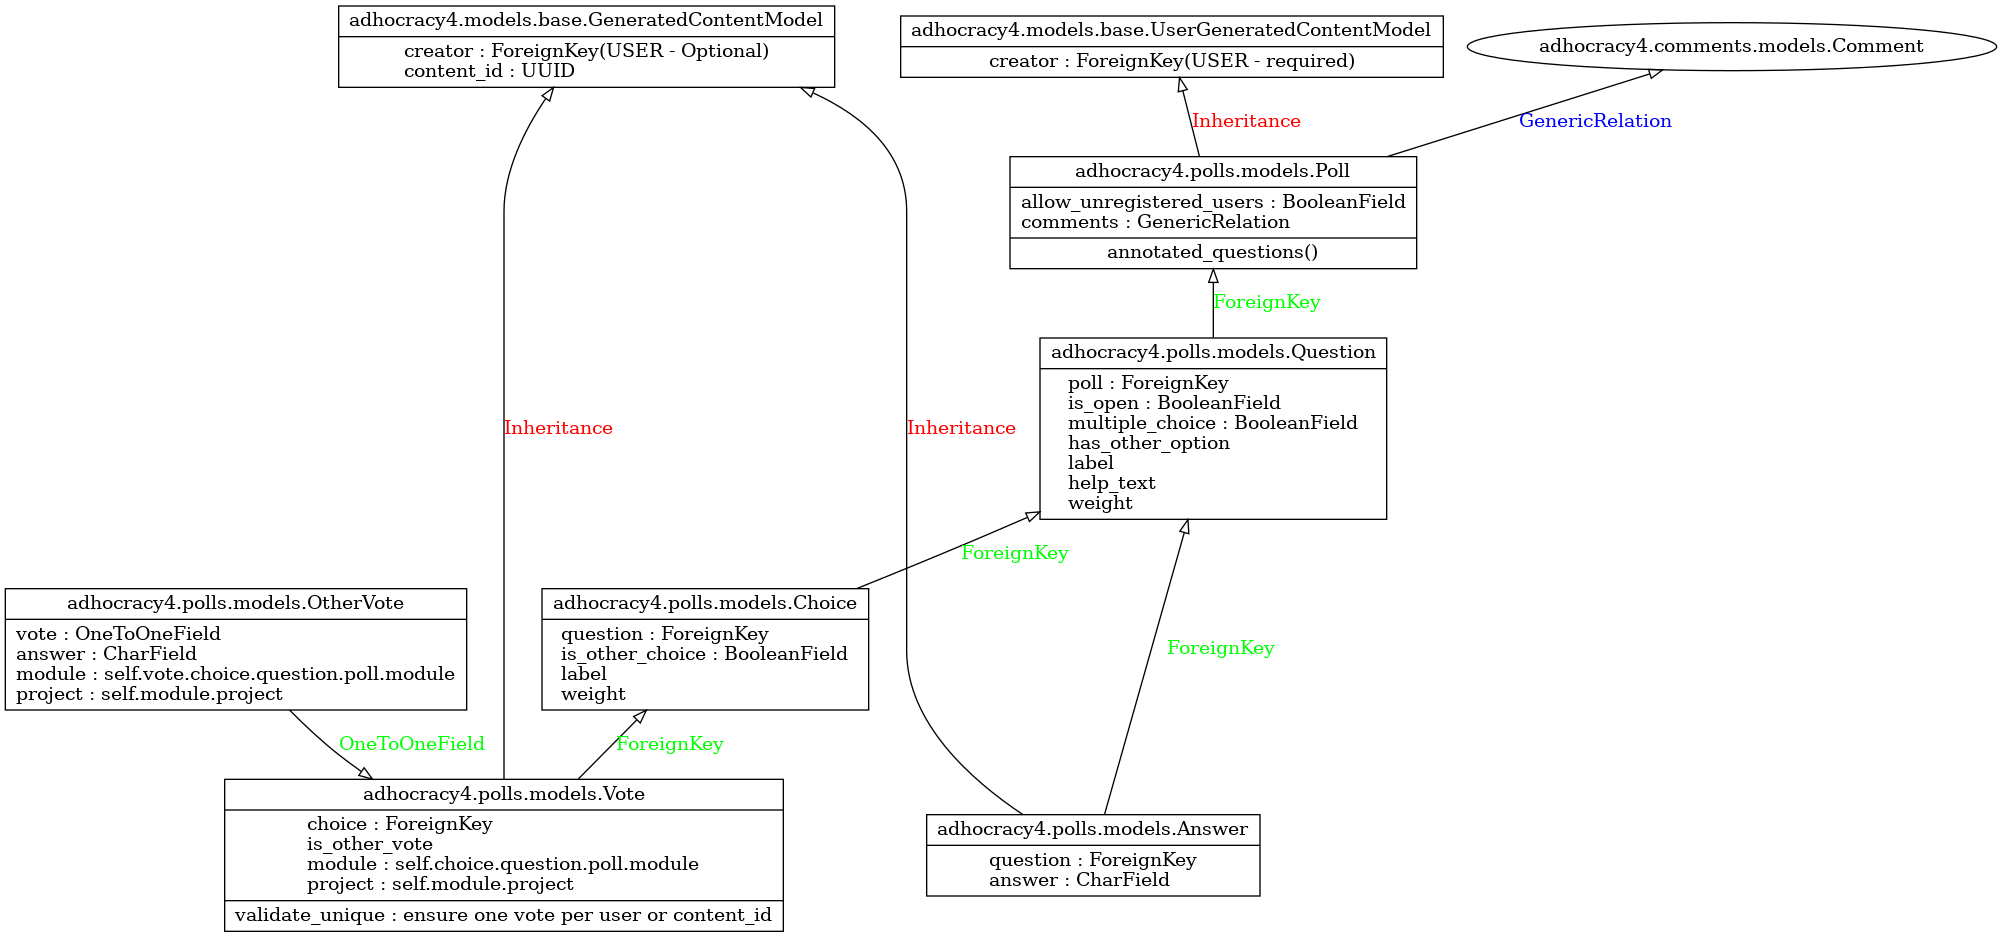 adhocracy4.models.base.GeneratedContentModel
creator : ForeignKey(USER - Optional)
content_id : UUID
adhocracy4.models.base.UserGeneratedContentModel
creator : ForeignKey(USER - required)
adhocracy4.comments.models.Comment
Inheritance
GenericRelation
adhocracy4.polls.models.Poll
allow_unregistered_users : BooleanField
comments : GenericRelation
annotated_questions()
ForeignKey
adhocracy4.polls.models.Question
poll : ForeignKey
is_open : BooleanField
multiple_choice : BooleanField
has_other_option
label
help_text
weight
Inheritance
Inheritance
ForeignKey
adhocracy4.polls.models.OtherVote
vote : OneToOneField
answer : CharField
module : self.vote.choice.question.poll.module
project : self.module.project
adhocracy4.polls.models.Choice
question : ForeignKey
is_other_choice : BooleanField
label
weight
ForeignKey
OneToOneField
ForeignKey
adhocracy4.polls.models.Vote
choice : ForeignKey
is_other_vote
module : self.choice.question.poll.module
project : self.module.project
validate_unique : ensure one vote per user or content_id
adhocracy4.polls.models.Answer
question : ForeignKey
answer : CharField